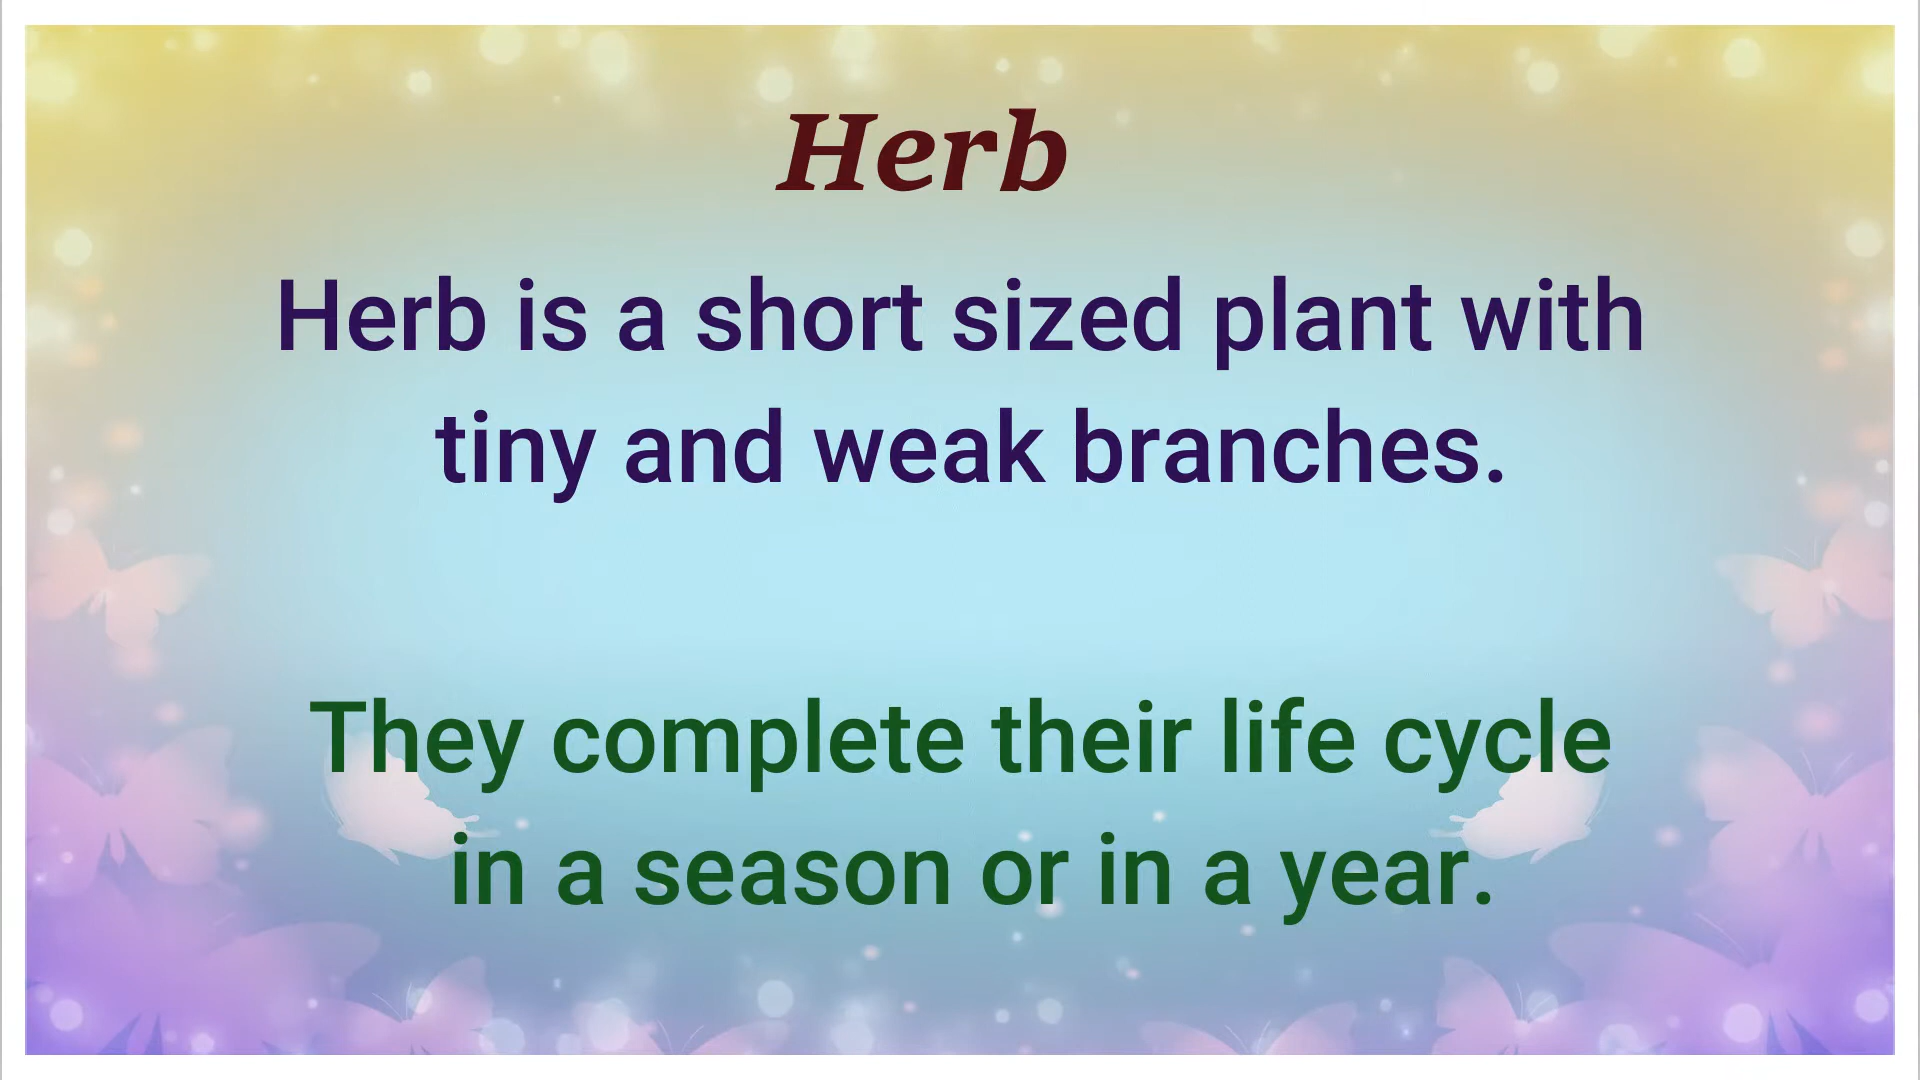 Herb
Herb is a short sized plant with
tiny and weak branches.
They complete their life cycle
in a season or in a year.